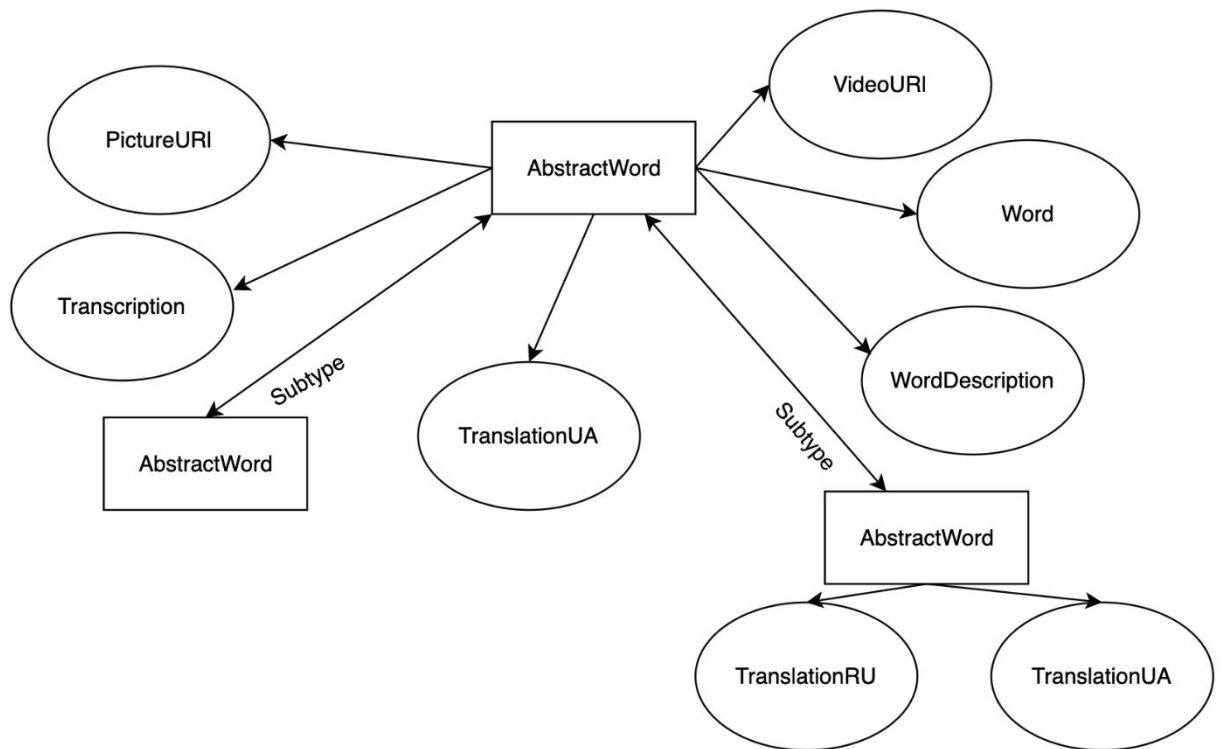 VideoURI
PictureURI
AbstractWord
Word
Transcription
Subtype
WordDescription
TranslationUA
Subtype
AbstractWord
AbstractWord
TranslationRU
TranslationUA